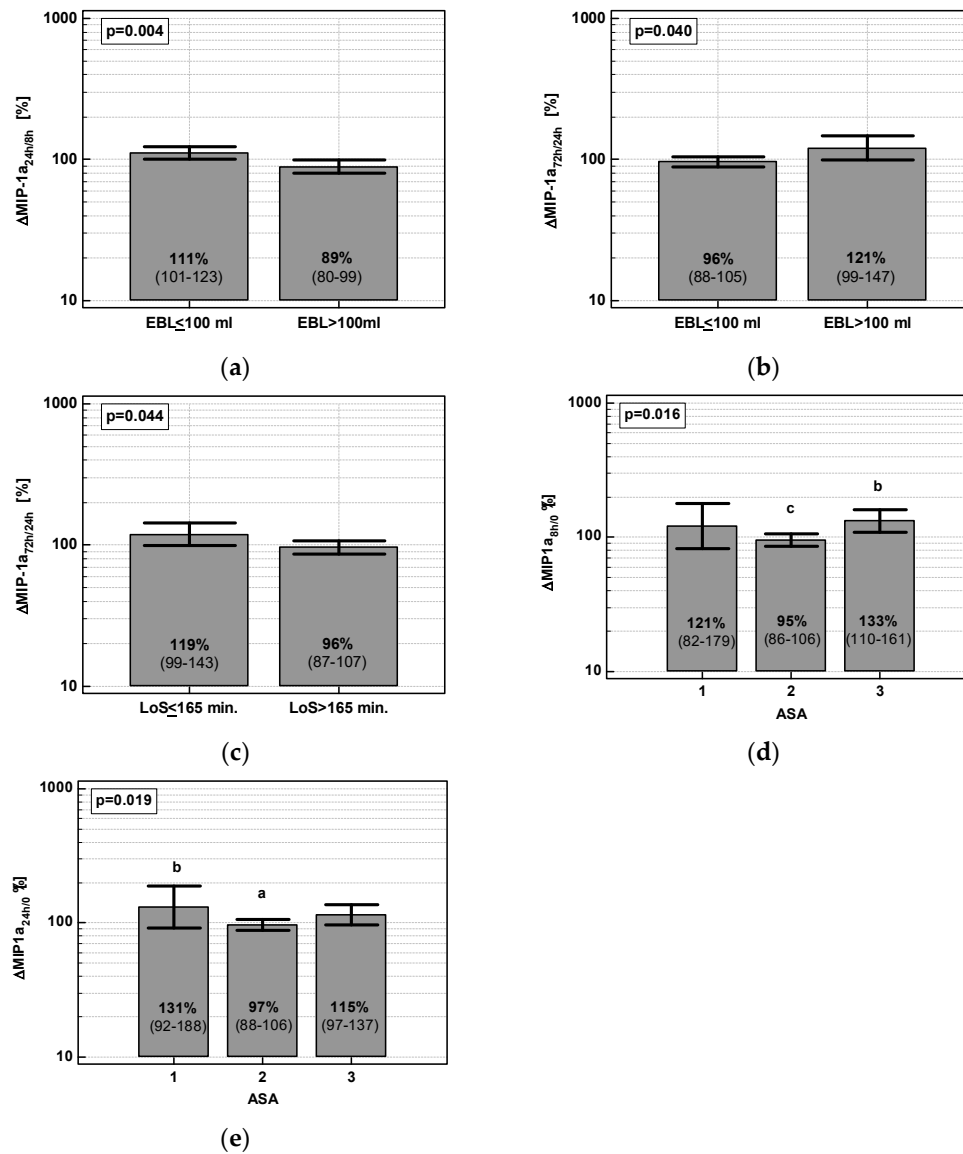 1000
p=0.004
100
10
ΔMIP-1a24h/8h [%]
111%
(101-123)
89%
(80-99)
EBL≤100 ml
EBL>100ml
(a)
1000
p=0.040
100
10
ΔMIP-1a72h/24h [%]
96%
(88-105)
121%
(99-147)
EBL≤100 ml
EBL>100 ml
(b)
1000
p=0.044
100
10
ΔMIP-1a72h/24h [%]
119%
(99-143)
96%
(87-107)
LoS≤165 min.
LoS>165 min.
(c)
1000
p=0.016
100
10
ΔMIP1a8h/0 [%]
c
b
121%
(82-179)
95%
(86-106)
133%
(110-161)
1
2
3
ASA
(d)
1000
p=0.019
100
10
ΔMIP1a24h/0 [%]
b
a
131%
(92-188)
97%
(88-106)
115%
(97-137)
1
2
3
ASA
(e)